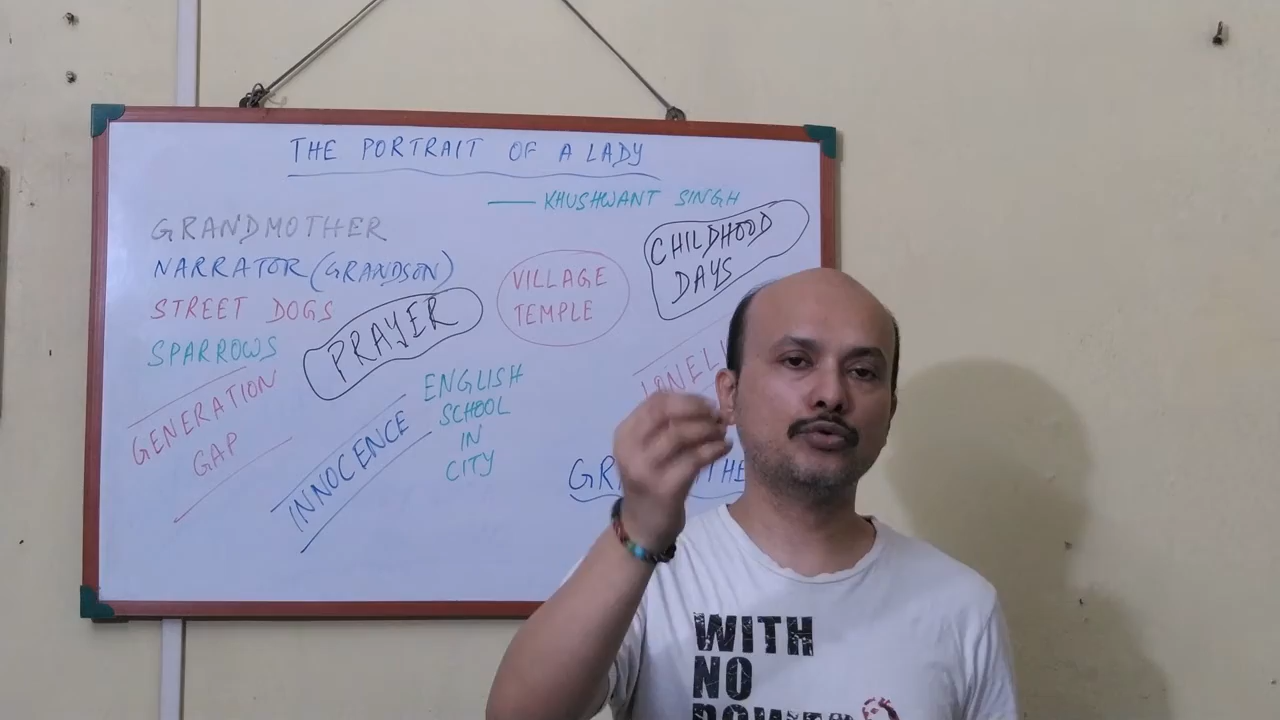 THE PORTRAIT OF A LADY
— KHUSHWANT SINGH
GRANDMOTHER
NARRATOR (GRANDSON)
STREET DOGS
SPARROWS
GENERATION
GAP
PRAYER
INNOCENCE
ENGLISH
SCHOOL
IN
CITY
VILLAGE
TEMPLE
CHILDHOOD
DAYS
WITH
NO